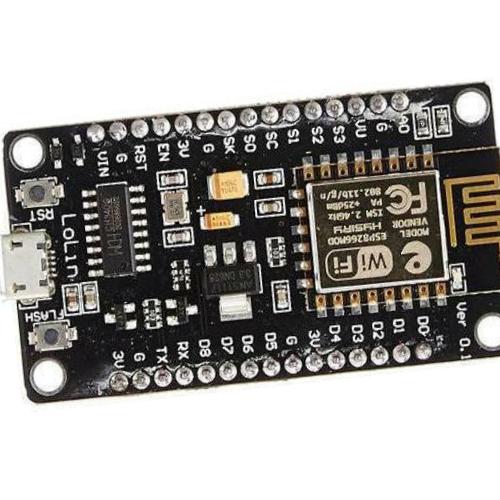 VIN G RST EN 3V G SK S0 SC S1 S2 S3 VU G
RST
LoLin
FLASH
3V G TX RX D8 D7 D6 D5 G 3V D4 D3 D2 D1 D0
Ver 0.1
MODEL ESP8266MOD
VENDOR
ISM 2.4GHz
PA +25dBm
802.11b/g/n
FC
Wi Fi